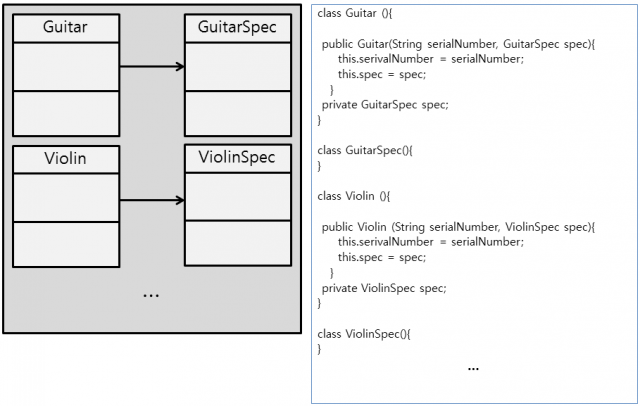 Guitar
GuitarSpec
Violin
ViolinSpec
...
class Guitar (){
public Guitar(String serialNumber, GuitarSpec spec){
this.serivalNumber = serialNumber;
this.spec = spec;
}
private GuitarSpec spec;
}
class GuitarSpec(){
}
class Violin (){
public Violin (String serialNumber, ViolinSpec spec){
this.serivalNumber = serialNumber;
this.spec = spec;
}
private ViolinSpec spec;
}
class ViolinSpec(){
}
...